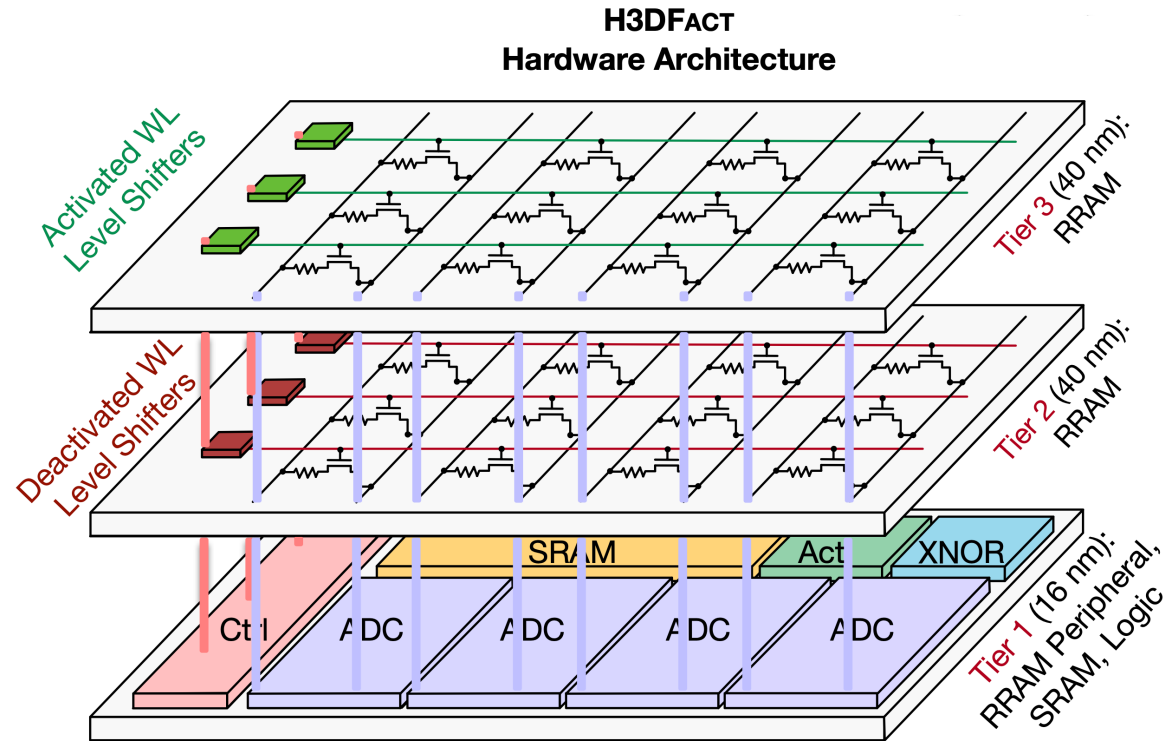 H3DFACT
Hardware Architecture
Activated WL
Level Shifters
Tier 3 (40 nm):
RRAM
Deactivated WL
Level Shifters
Tier 2 (40 nm):
RRAM
SRAM
Act
XNOR
Ctrl
ADC
ADC
ADC
ADC
Tier 1 (16 nm):
RRAM Peripheral,
SRAM, Logic